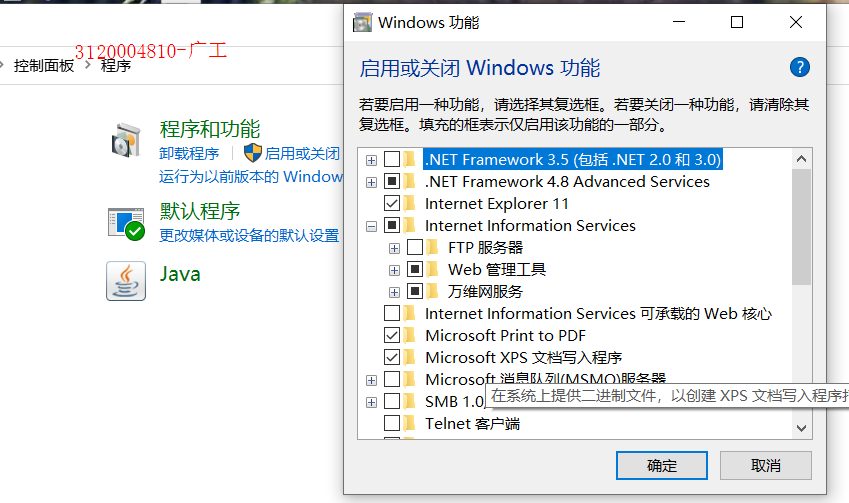 3120004810-广工
控制面板
程序
程序和功能
卸载程序
启用或关闭
运行为以前版本的 Window
默认程序
更改媒体或设备的默认设置
Java
Windows 功能
启用或关闭 Windows 功能
若要启用一种功能，请选择其复选框。若要关闭一种功能，请清除其
复选框。填充的框表示仅启用该功能的一部分。
.NET Framework 3.5 (包括 .NET 2.0 和 3.0)
.NET Framework 4.8 Advanced Services
Internet Explorer 11
Internet Information Services
FTP 服务器
Web 管理工具
万维网服务
Internet Information Services 可承载的 Web 核心
Microsoft Print to PDF
Microsoft XPS 文档写入程序
Microsoft 消息队列(MSMQ)服务器
在系统上提供二进制文件，以创建 XPS 文档写入程序
SMB 1.0
Telnet 客户端
确定
取消